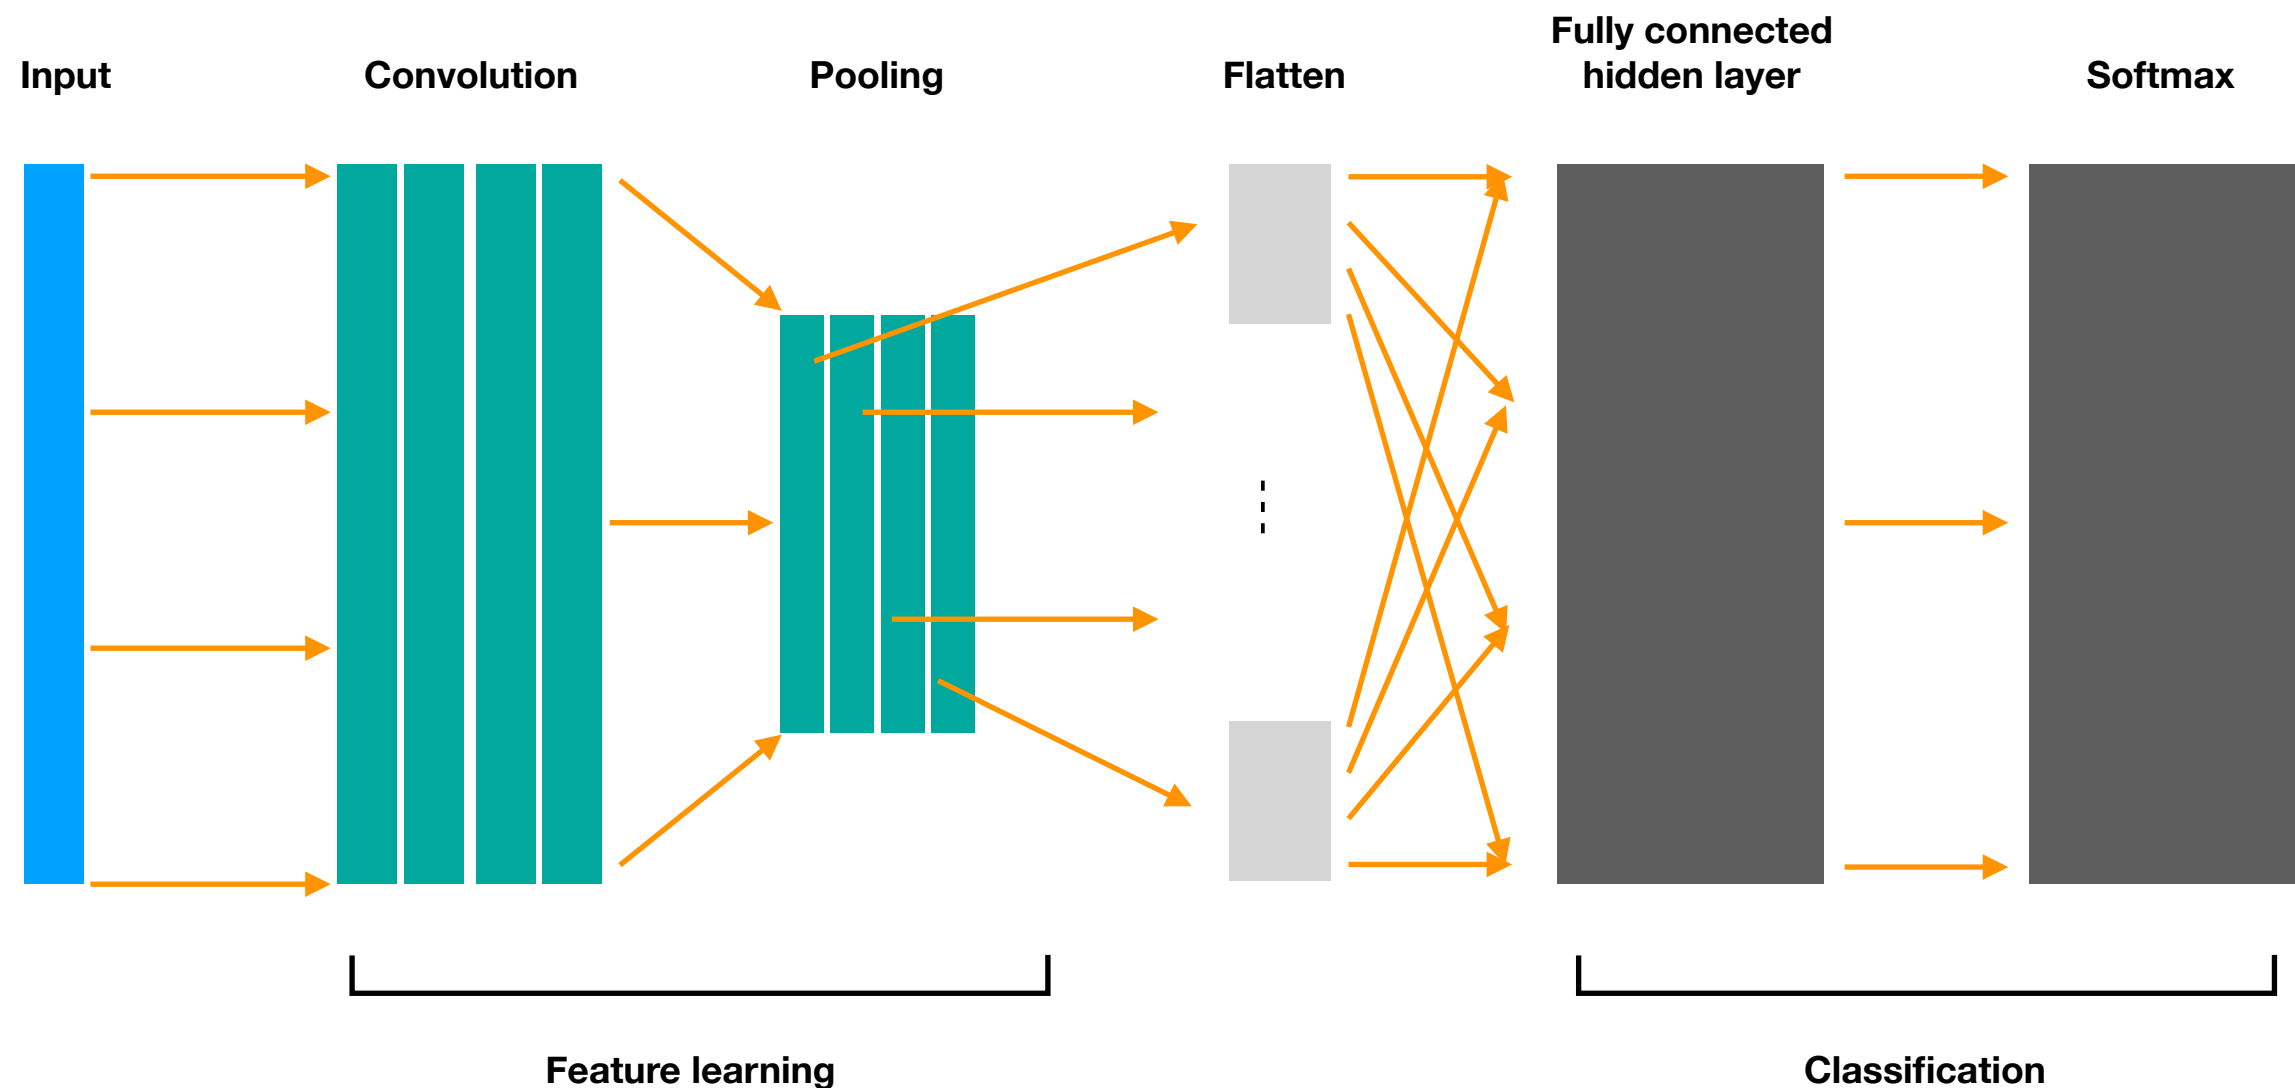 Input
Convolution
Pooling
Flatten
Fully connected
hidden layer
Softmax
Feature learning
Classification